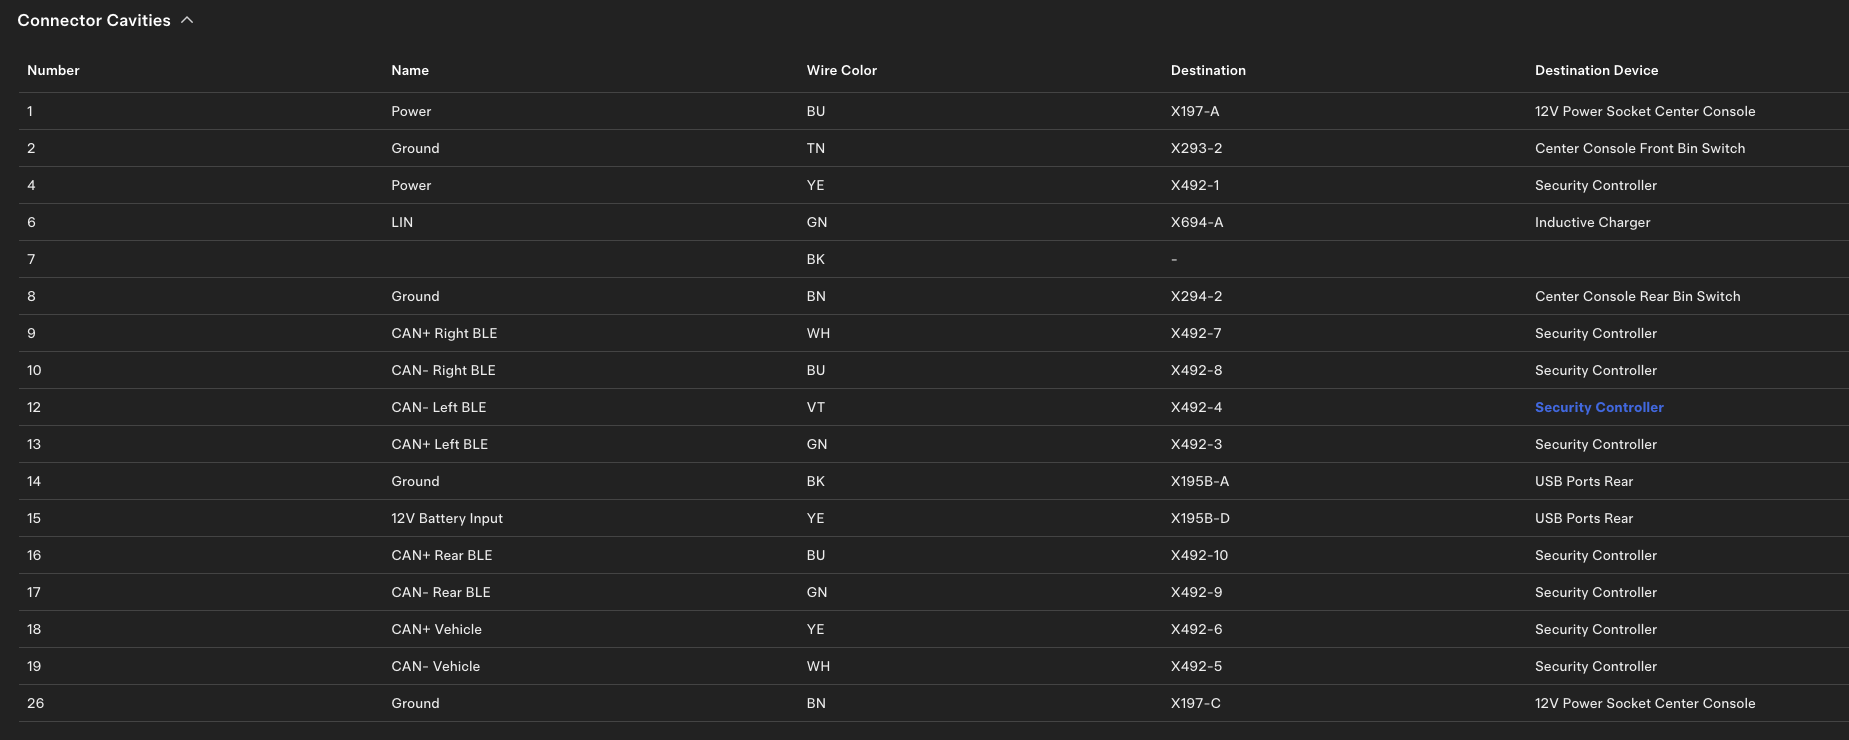 Connector Cavities
Number Name Wire Color Destination Destination Device
1 Power BU X197-A 12V Power Socket Center Console
2 Ground TN X293-2 Center Console Front Bin Switch
4 Power YE X492-1 Security Controller
6 LIN GN X694-A Inductive Charger
7 BK -
8 Ground BN X294-2 Center Console Rear Bin Switch
9 CAN+ Right BLE WH X492-7 Security Controller
10 CAN- Right BLE BU X492-8 Security Controller
12 CAN- Left BLE VT X492-4 Security Controller
13 CAN+ Left BLE GN X492-3 Security Controller
14 Ground BK X195B-A USB Ports Rear
15 12V Battery Input YE X195B-D USB Ports Rear
16 CAN+ Rear BLE BU X492-10 Security Controller
17 CAN- Rear BLE GN X492-9 Security Controller
18 CAN+ Vehicle YE X492-6 Security Controller
19 CAN- Vehicle WH X492-5 Security Controller
26 Ground BN X197-C 12V Power Socket Center Console